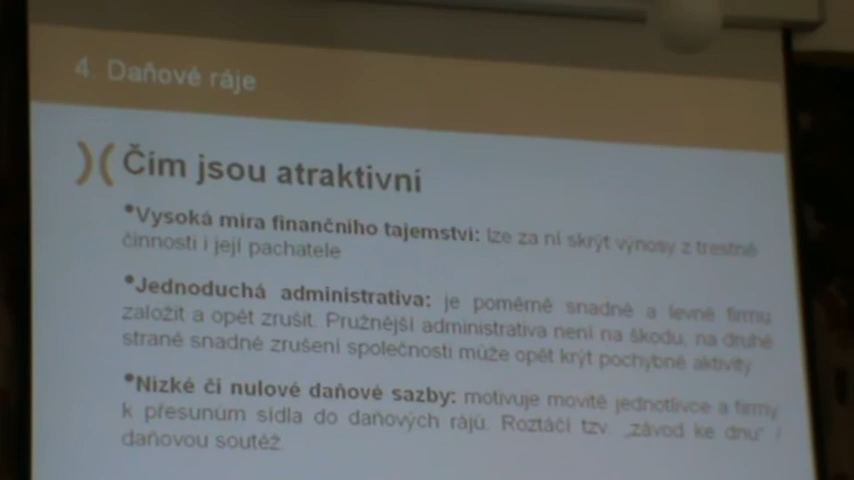 4. Daňové ráje
Čím jsou atraktivní
•Vysoká míra finančního tajemství: lze za ní skrýt výnosy z trestné
činnosti i její pachatele
•Jednoduchá administrativa: je poměrně snadné a levné firmu
založit a opět zrušit. Pružnější administrativa není na škodu, na druhé
straně snadné zrušení společnosti může opět krýt pochybné aktivity
•Nízké či nulové daňové sazby: motivuje movité jednotlivce a firmy
k přesunům sídla do daňových rájů. Roztáčí tzv. „závod ke dnu“ /
daňovou soutěž.